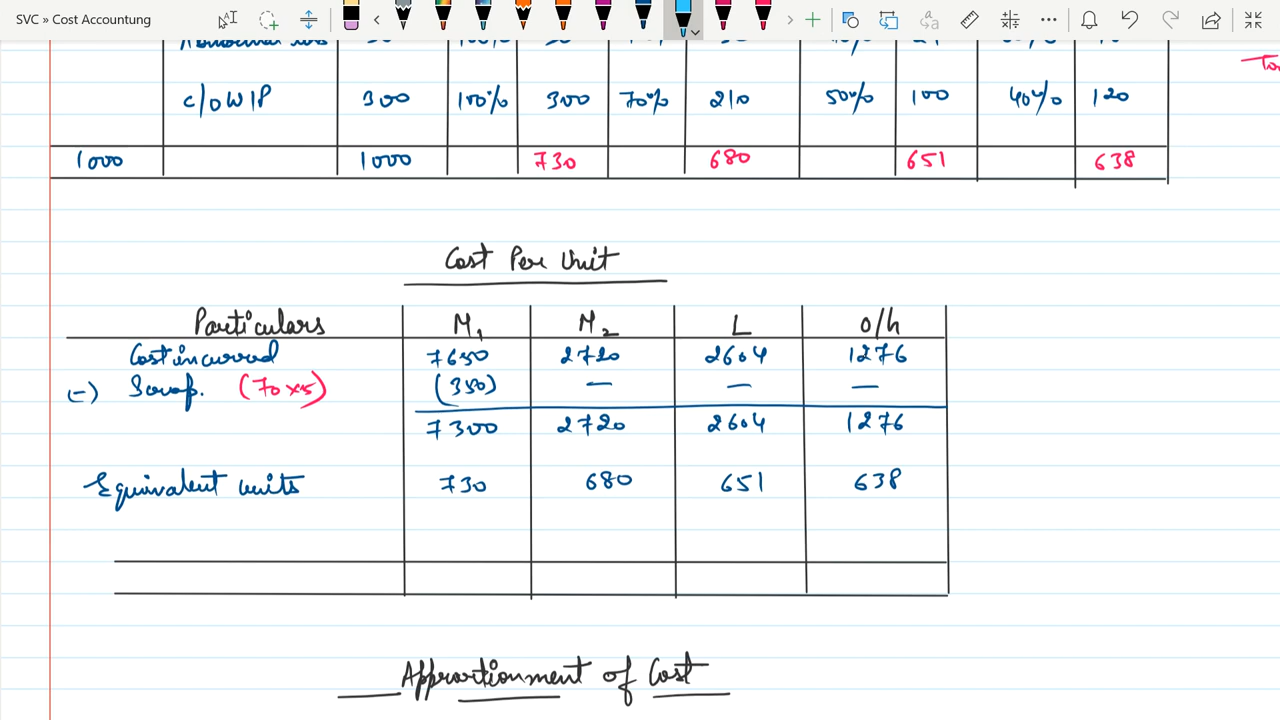 SVC » Cost Accountung
c/o WIP 300 100% 300 70% 210 50% 100 40% 120
1000 1000 730 680 651 638
Cost Per Unit
Particulars M1 M2 L o/h
Cost incurred 7650 2720 2604 1276
(-) Scrap. (70×5) (350) — — —
7300 2720 2604 1276
Equivalent units 730 680 651 638
Apportionment of Cost